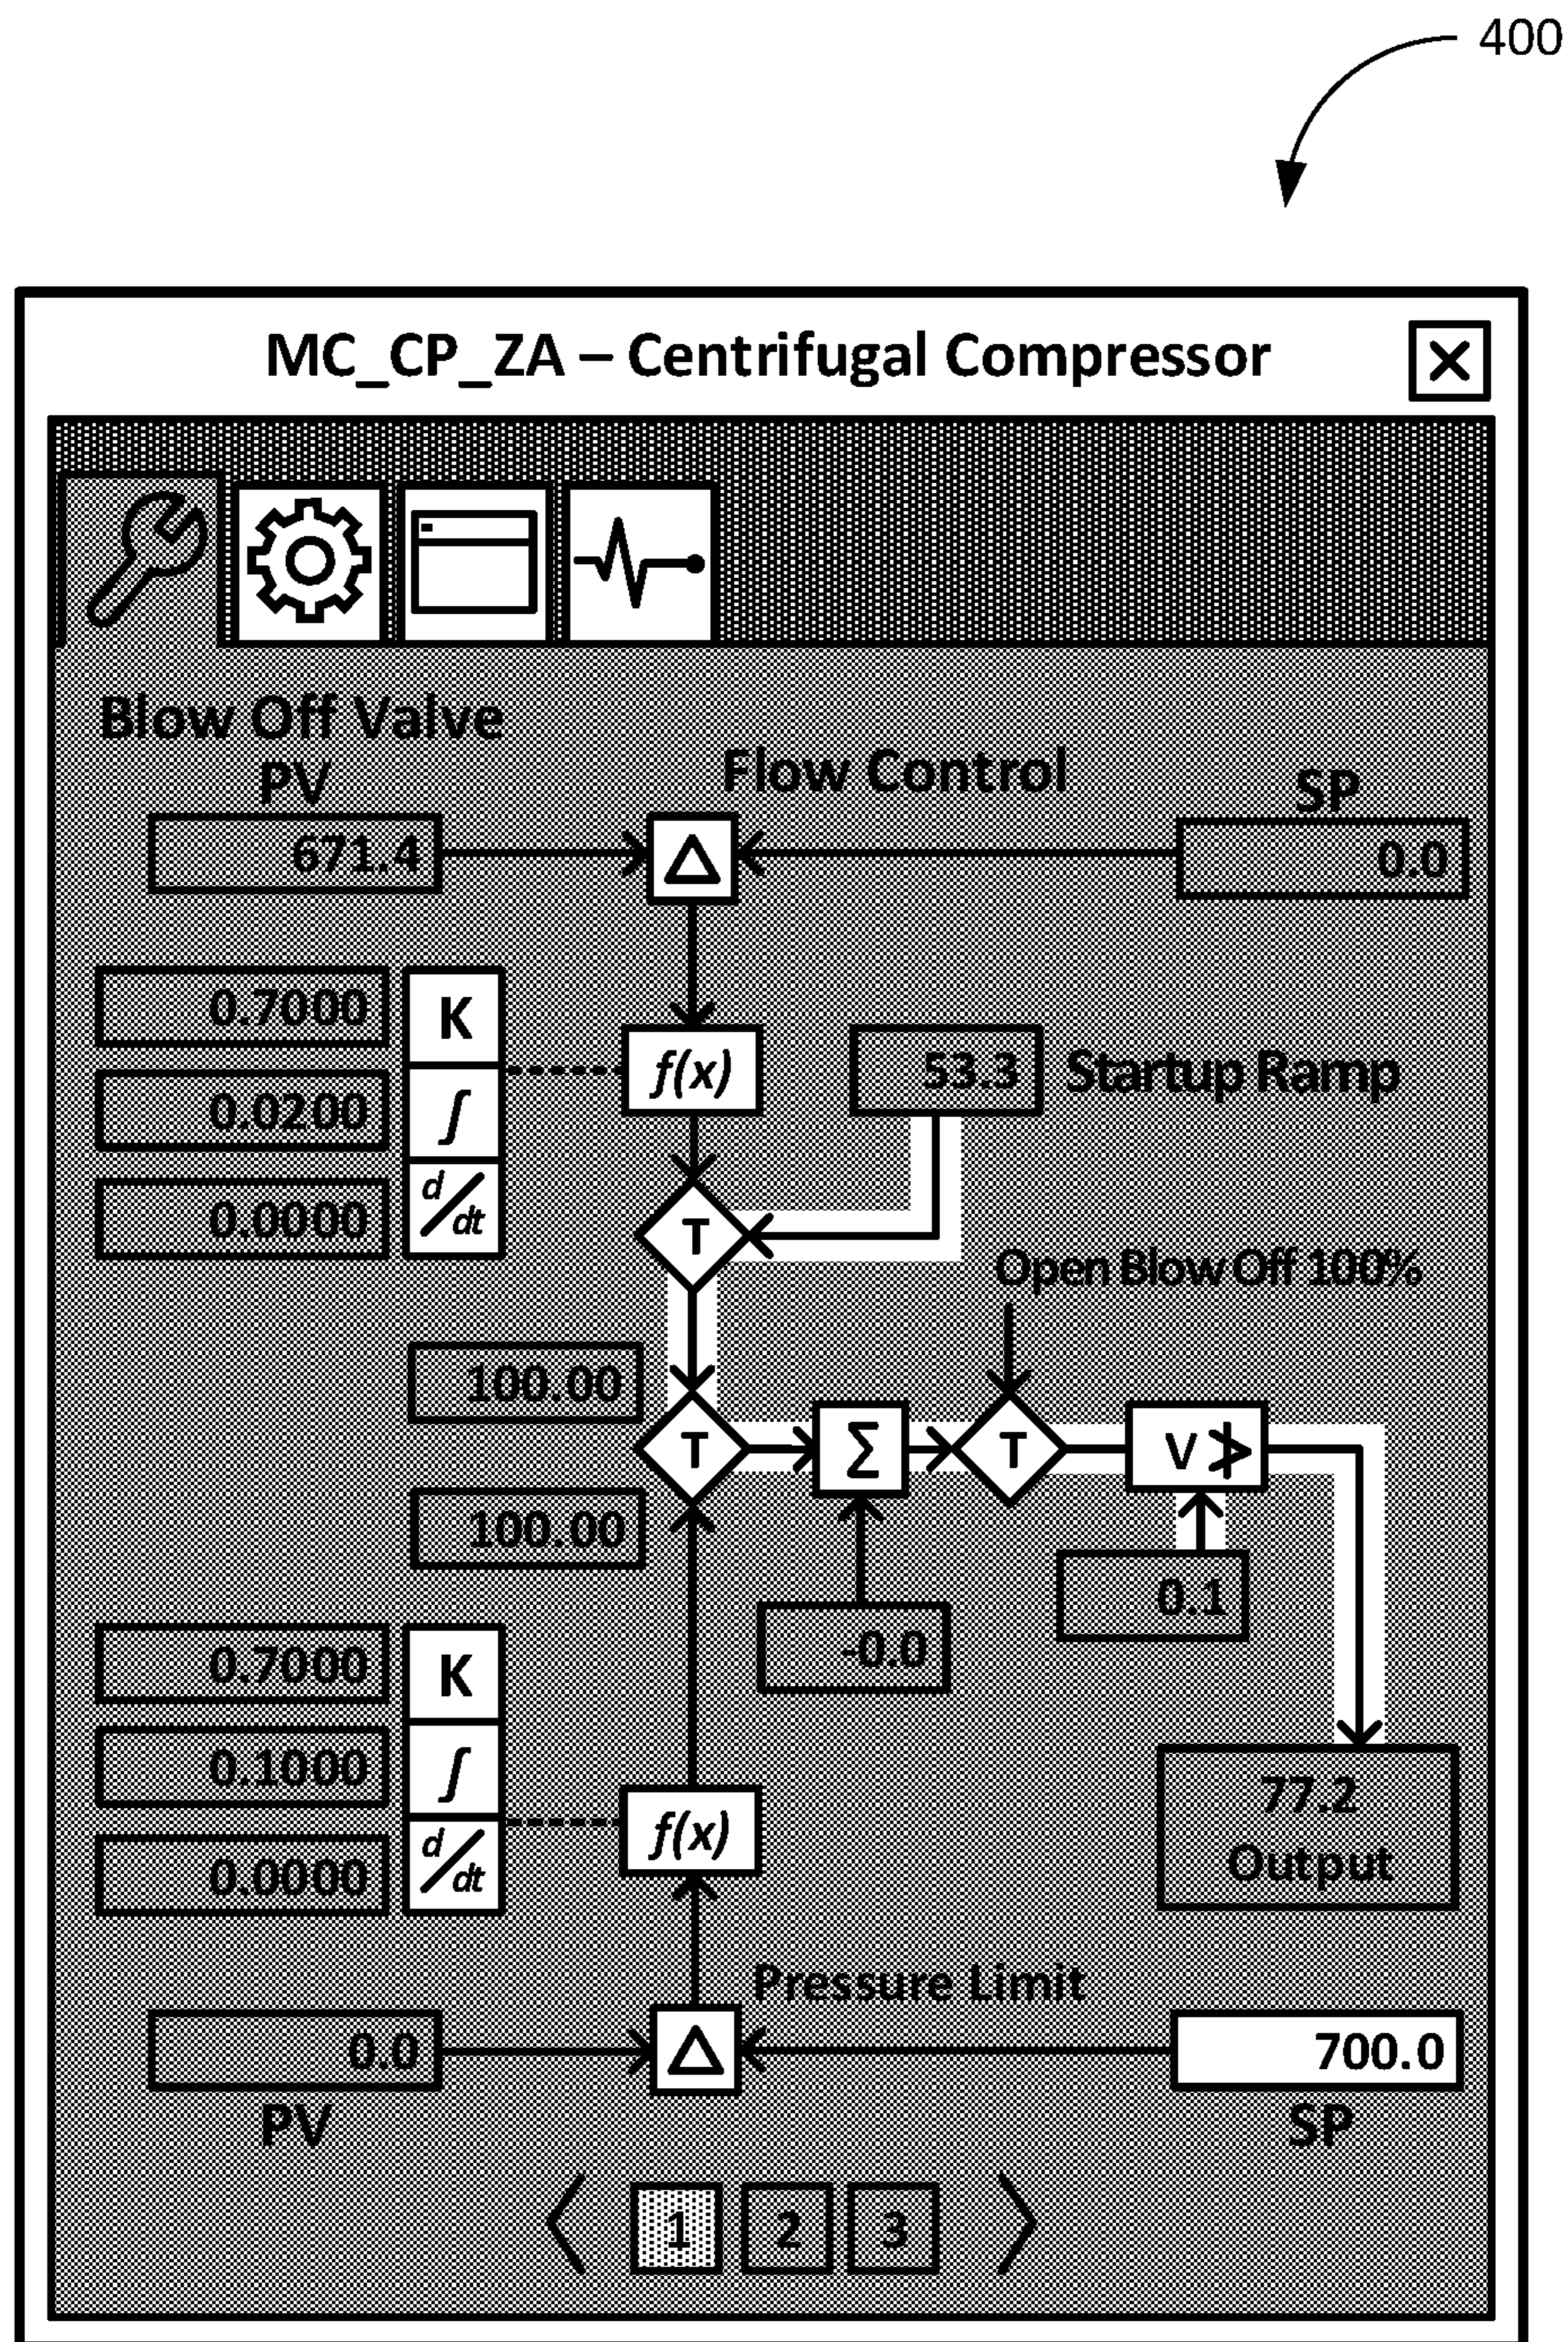 400
MC_CP_ZA – Centrifugal Compressor
Blow Off Valve
PV
Flow Control
SP
671.4
Δ
0.0
0.7000
K
0.0200
∫
0.0000
d/dt
f(x)
53.3
Startup Ramp
T
Open Blow Off 100%
100.00
T
Σ
T
V ≯
100.00
0.1
-0.0
0.7000
K
0.1000
∫
0.0000
d/dt
f(x)
77.2
Output
Pressure Limit
0.0
Δ
700.0
PV
SP
1
2
3